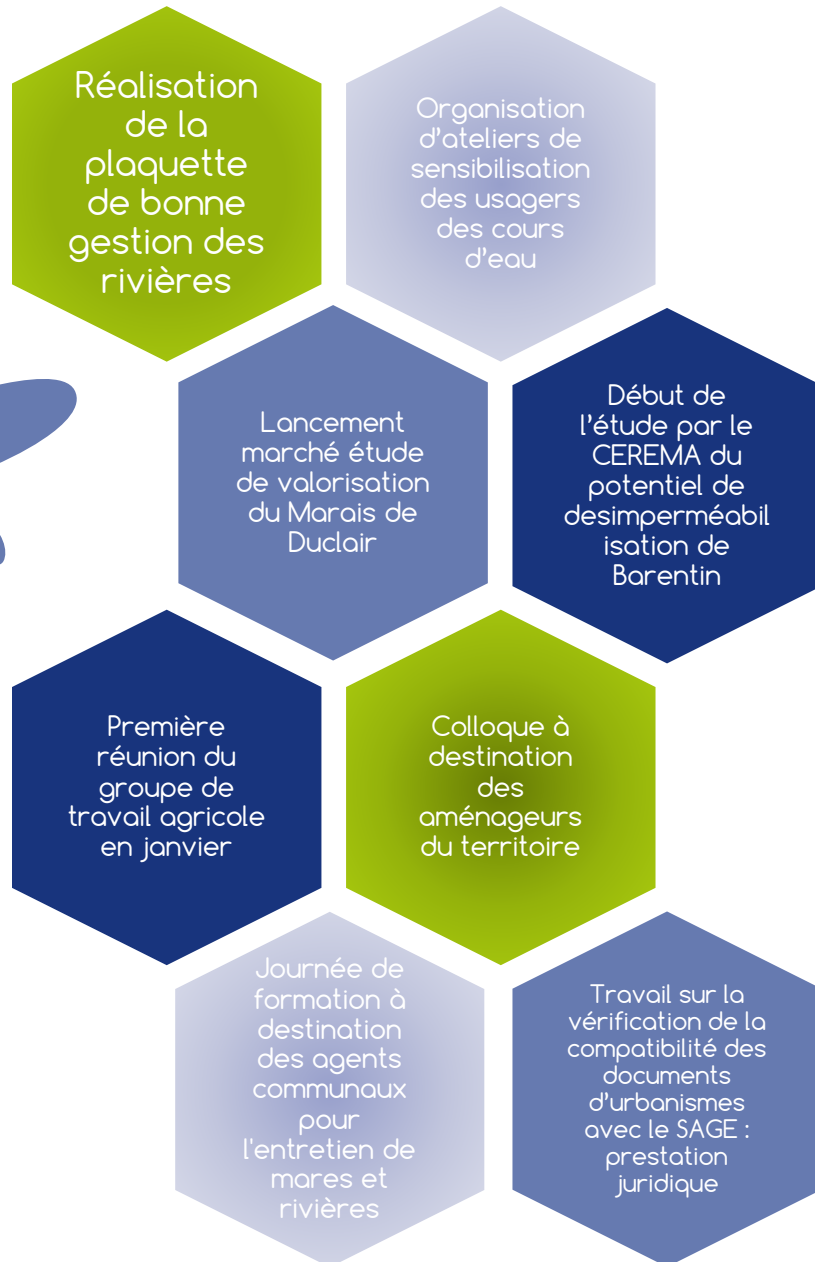 Réalisation
de la
plaquette
de bonne
gestion des
rivières
Organisation
d'ateliers de
sensibilisation
des usagers
des cours
d'eau
Lancement
marché étude
de valorisation
du Marais de
Duclair
Début de
l'étude par le
CEREMA du
potentiel de
desimperméabil
isation de
Barentin
Première
réunion du
groupe de
travail agricole
en janvier
Colloque à
destination
des
aménageurs
du territoire
Journée de
formation à
destination
des agents
communaux
pour
l'entretien de
mares et
rivières
Travail sur la
vérification de la
compatibilité des
documents
d'urbanismes
avec le SAGE :
prestation
juridique